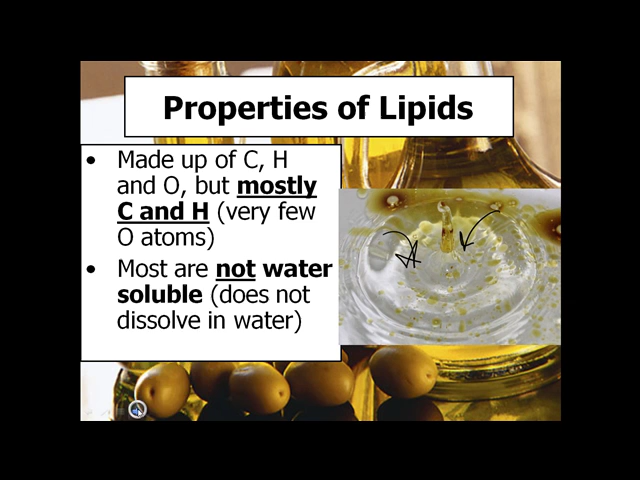 Properties of Lipids
• Made up of C, H
and O, but mostly
C and H (very few
O atoms)
• Most are not water
soluble (does not
dissolve in water)